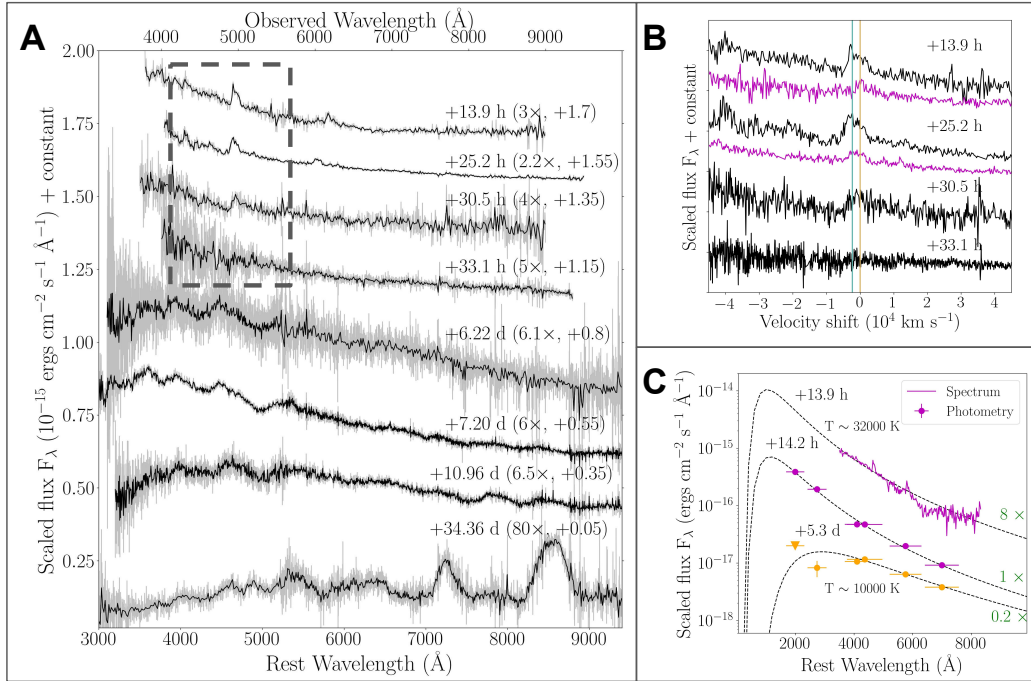 A
Observed Wavelength (Å)
4000 5000 6000 7000 8000 9000
Scaled flux F_λ (10⁻¹⁵ ergs cm⁻² s⁻¹ Å⁻¹) + constant
2.00
1.75
1.50
1.25
1.00
0.75
0.50
0.25
+13.9 h (3×, +1.7)
+25.2 h (2.2×, +1.55)
+30.5 h (4×, +1.35)
+33.1 h (5×, +1.15)
+6.22 d (6.1×, +0.8)
+7.20 d (6×, +0.55)
+10.96 d (6.5×, +0.35)
+34.36 d (80×, +0.05)
3000 4000 5000 6000 7000 8000 9000
Rest Wavelength (Å)
B
Scaled flux F_λ + constant
+13.9 h
+25.2 h
+30.5 h
+33.1 h
−4 −3 −2 −1 0 1 2 3 4
Velocity shift (10⁴ km s⁻¹)
C
Scaled flux F_λ (ergs cm⁻² s⁻¹ Å⁻¹)
10⁻¹⁴
10⁻¹⁵
10⁻¹⁶
10⁻¹⁷
10⁻¹⁸
Spectrum
Photometry
+13.9 h
T ~ 32000 K
+14.2 h
+5.3 d
T ~ 10000 K
8 ×
1 ×
0.2 ×
2000 4000 6000 8000
Rest Wavelength (Å)